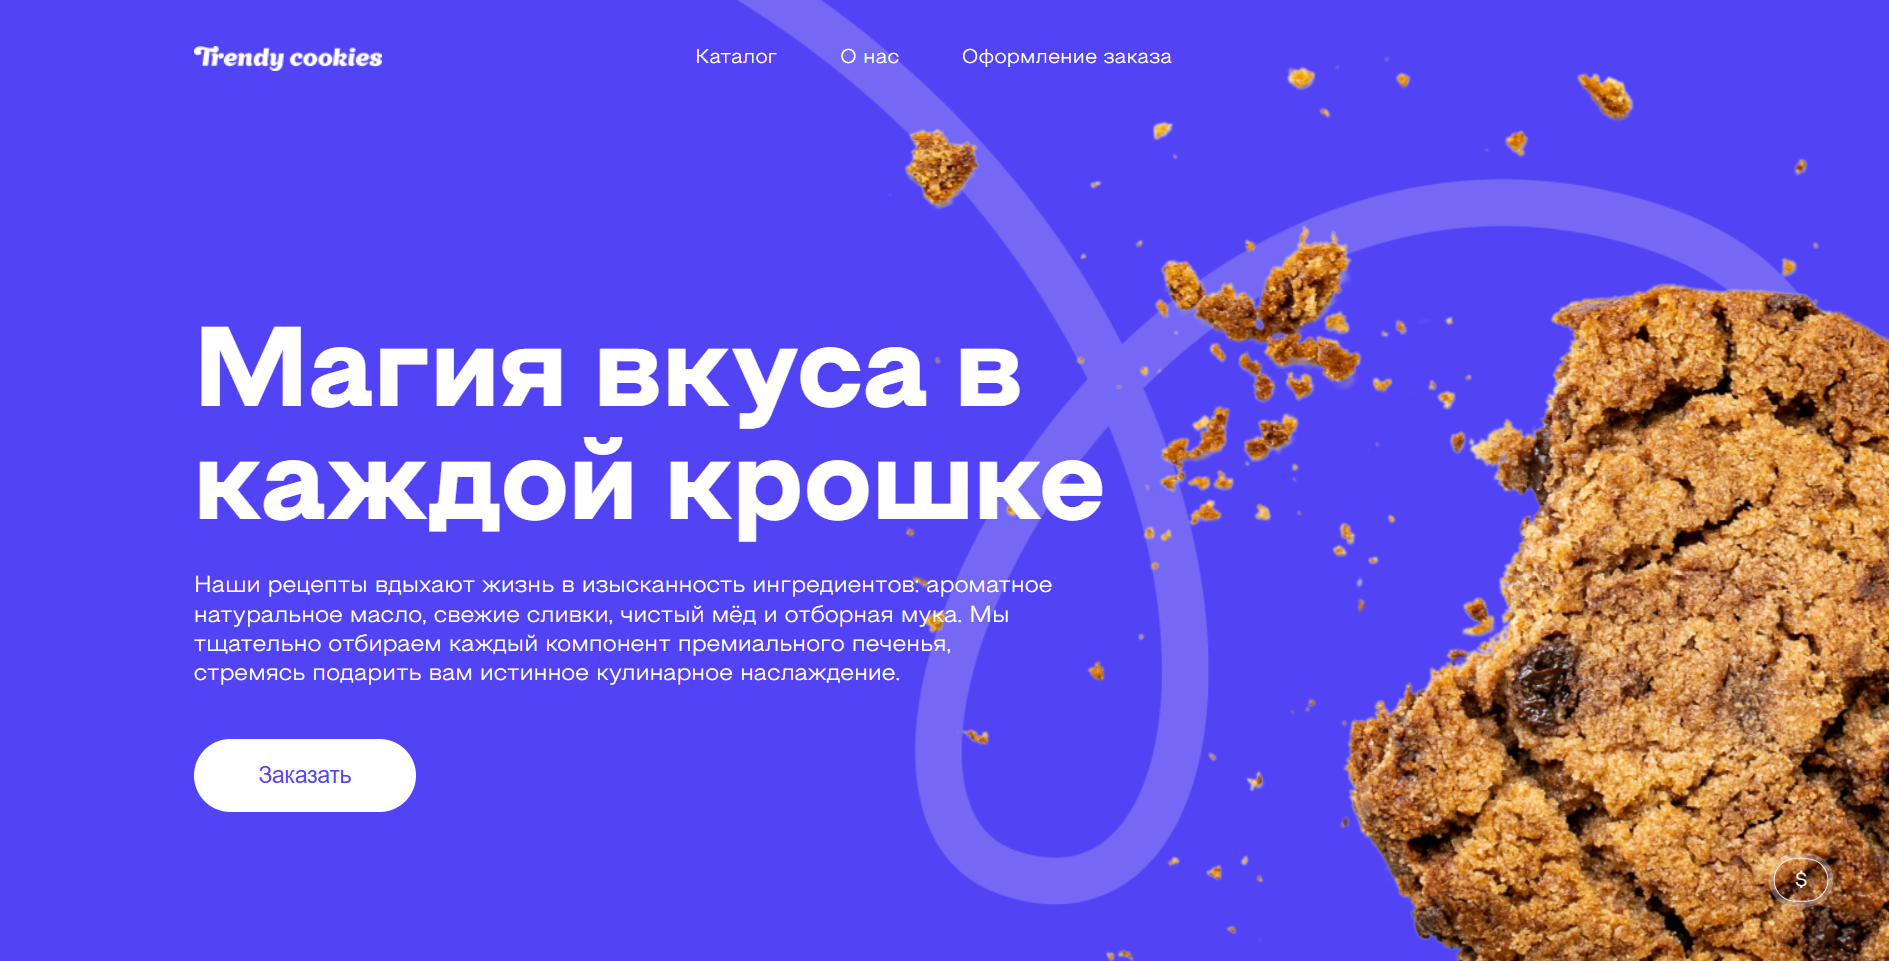 Trendy cookies
Каталог
О нас
Оформление заказа
Магия вкуса в
каждой крошке
Наши рецепты вдыхают жизнь в изысканность ингредиентов: ароматное
натуральное масло, свежие сливки, чистый мёд и отборная мука. Мы
тщательно отбираем каждый компонент премиального печенья,
стремясь подарить вам истинное кулинарное наслаждение.
Заказать
$